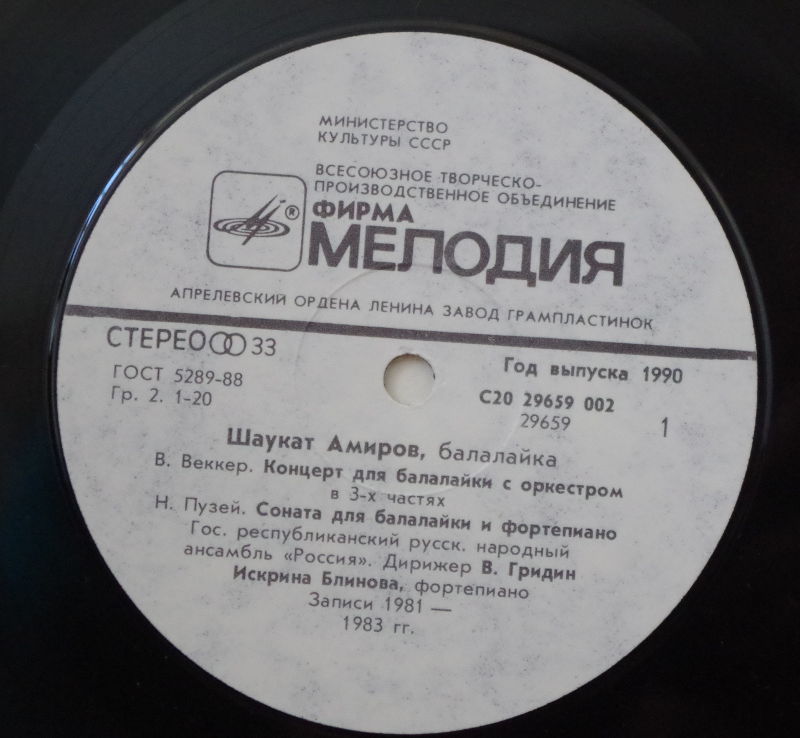 МИНИСТЕРСТВО
КУЛЬТУРЫ СССР
ВСЕСОЮЗНОЕ ТВОРЧЕСКО-
ПРОИЗВОДСТВЕННОЕ ОБЪЕДИНЕНИЕ
®
ФИРМА
МЕЛОДИЯ
АПРЕЛЕВСКИЙ ОРДЕНА ЛЕНИНА ЗАВОД ГРАМПЛАСТИНОК
СТЕРЕО 33
ГОСТ 5289-88
Гр. 2. 1-20
Год выпуска 1990
С20 29659 002
29659
1
Шаукат Амиров, балалайка
В. Веккер. Концерт для балалайки с оркестром
в 3-х частях
Н. Пузей. Соната для балалайки и фортепиано
Гос. республиканский русск. народный
ансамбль «Россия». Дирижер В. Гридин
Искрина Блинова, фортепиано
Записи 1981 —
1983 гг.